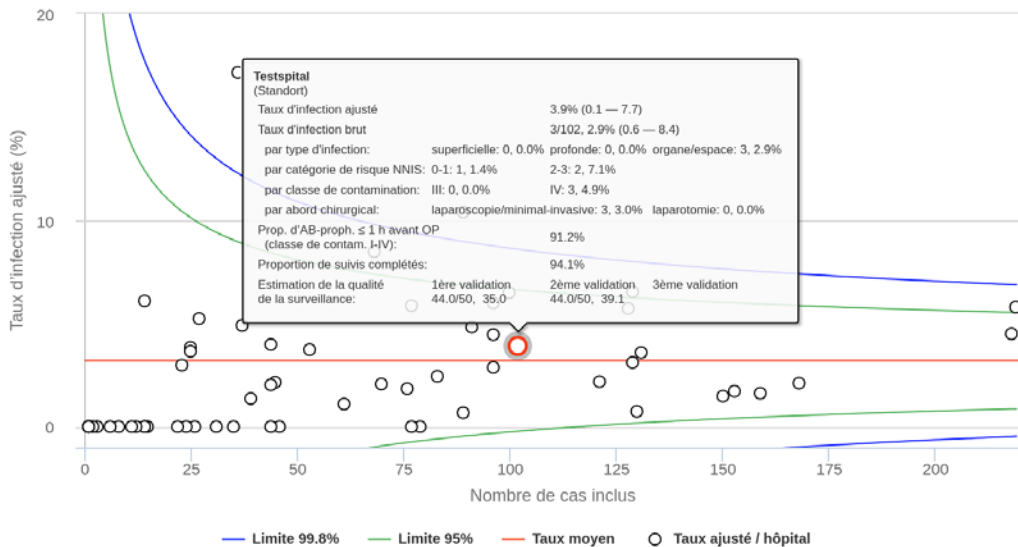 20
10
0
Taux d'infection ajusté (%)
Testspital
(Standort)
Taux d'infection ajusté 3.9% (0.1 — 7.7)
Taux d'infection brut 3/102, 2.9% (0.6 — 8.4)
par type d'infection: superficielle: 0, 0.0% profonde: 0, 0.0% organe/espace: 3, 2.9%
par catégorie de risque NNIS: 0-1: 1, 1.4% 2-3: 2, 7.1%
par classe de contamination: III: 0, 0.0% IV: 3, 4.9%
par abord chirurgical: laparoscopie/minimal-invasive: 3, 3.0% laparotomie: 0, 0.0%
Prop. d'AB-proph. ≤ 1 h avant OP
(classe de contam. I-IV): 91.2%
Proportion de suivis complétés: 94.1%
Estimation de la qualité 1ère validation 2ème validation 3ème validation
de la surveillance: 44.0/50, 35.0 44.0/50, 39.1
0 25 50 75 100 125 150 175 200
Nombre de cas inclus
Limite 99.8% Limite 95% Taux moyen Taux ajusté / hôpital